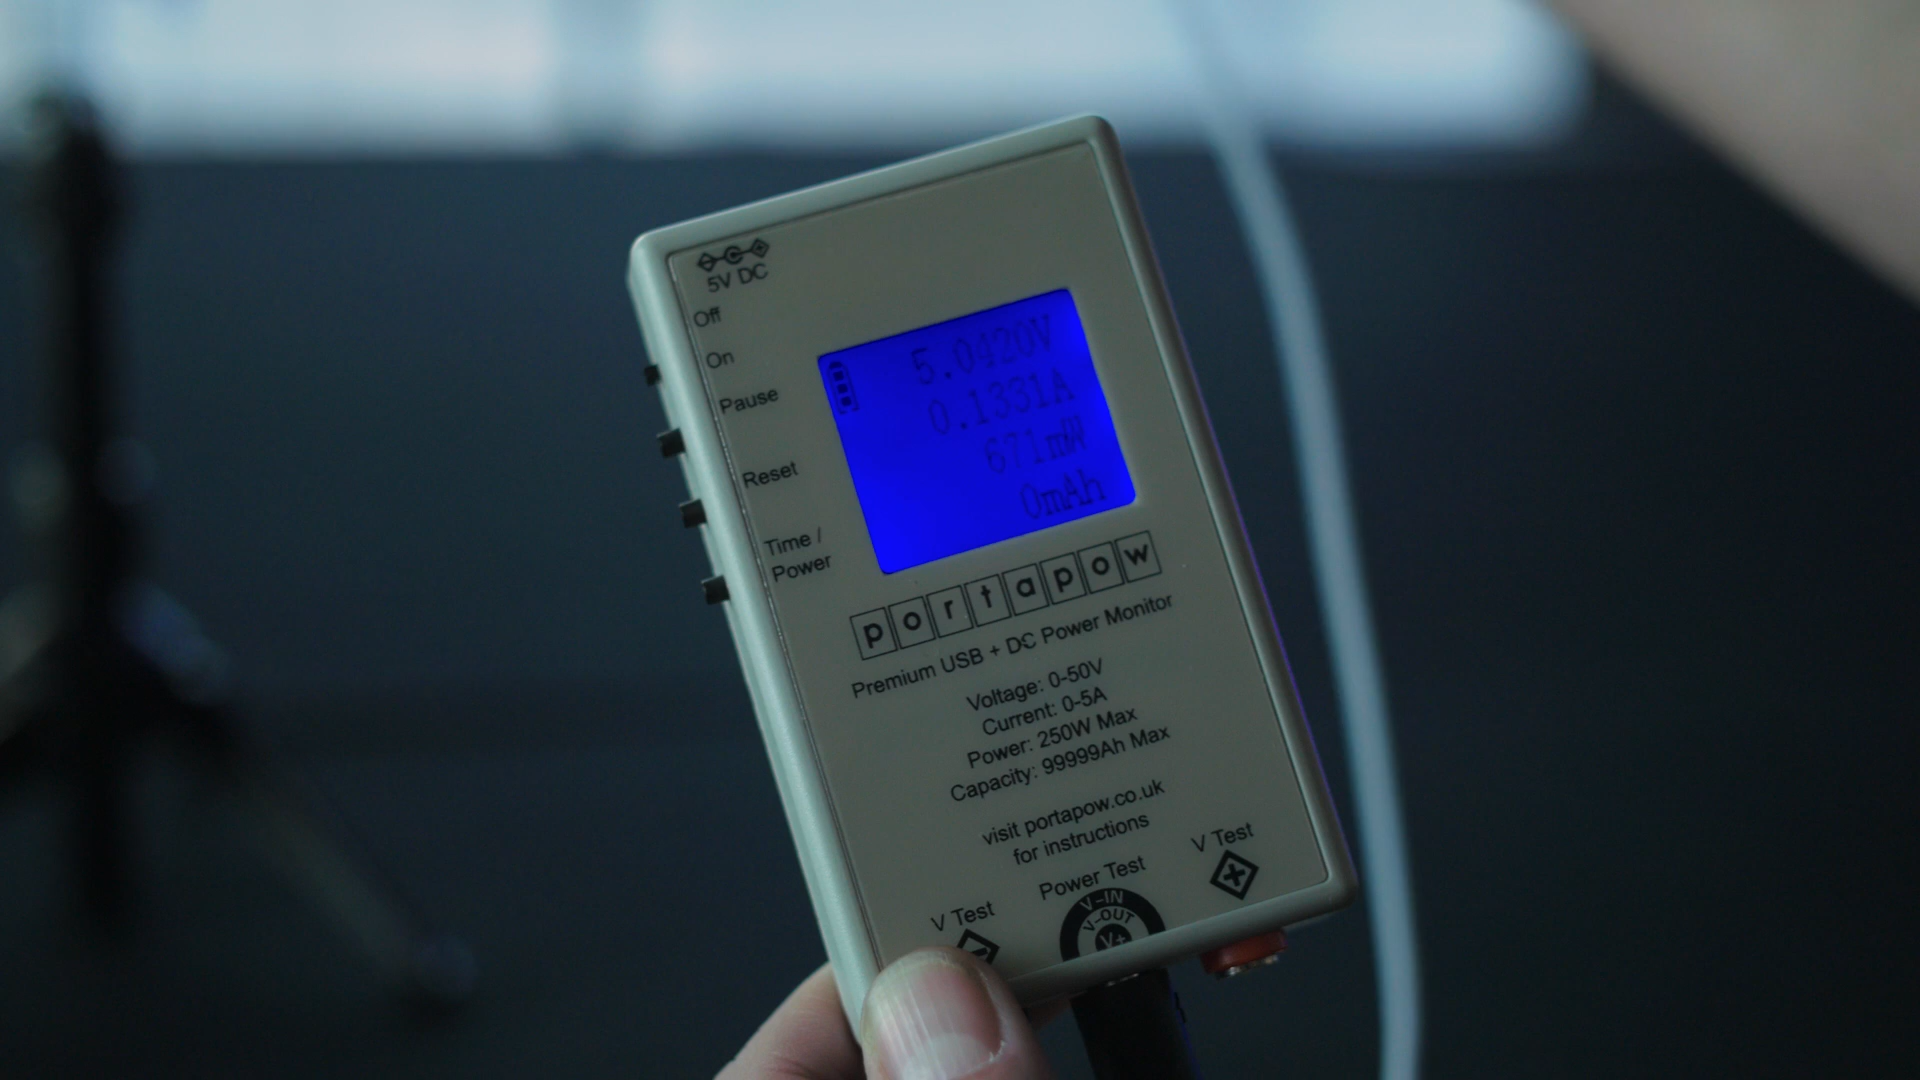 5V DC
Off
On
Pause
Reset
Time /
Power
5.0420V
0.1331A
671mW
0mAh
portapow
Premium USB + DC Power Monitor
Voltage: 0-50V
Current: 0-5A
Power: 250W Max
Capacity: 99999Ah Max
visit portapow.co.uk
for instructions
V Test
Power Test
V Test
V-IN
V-OUT
V+